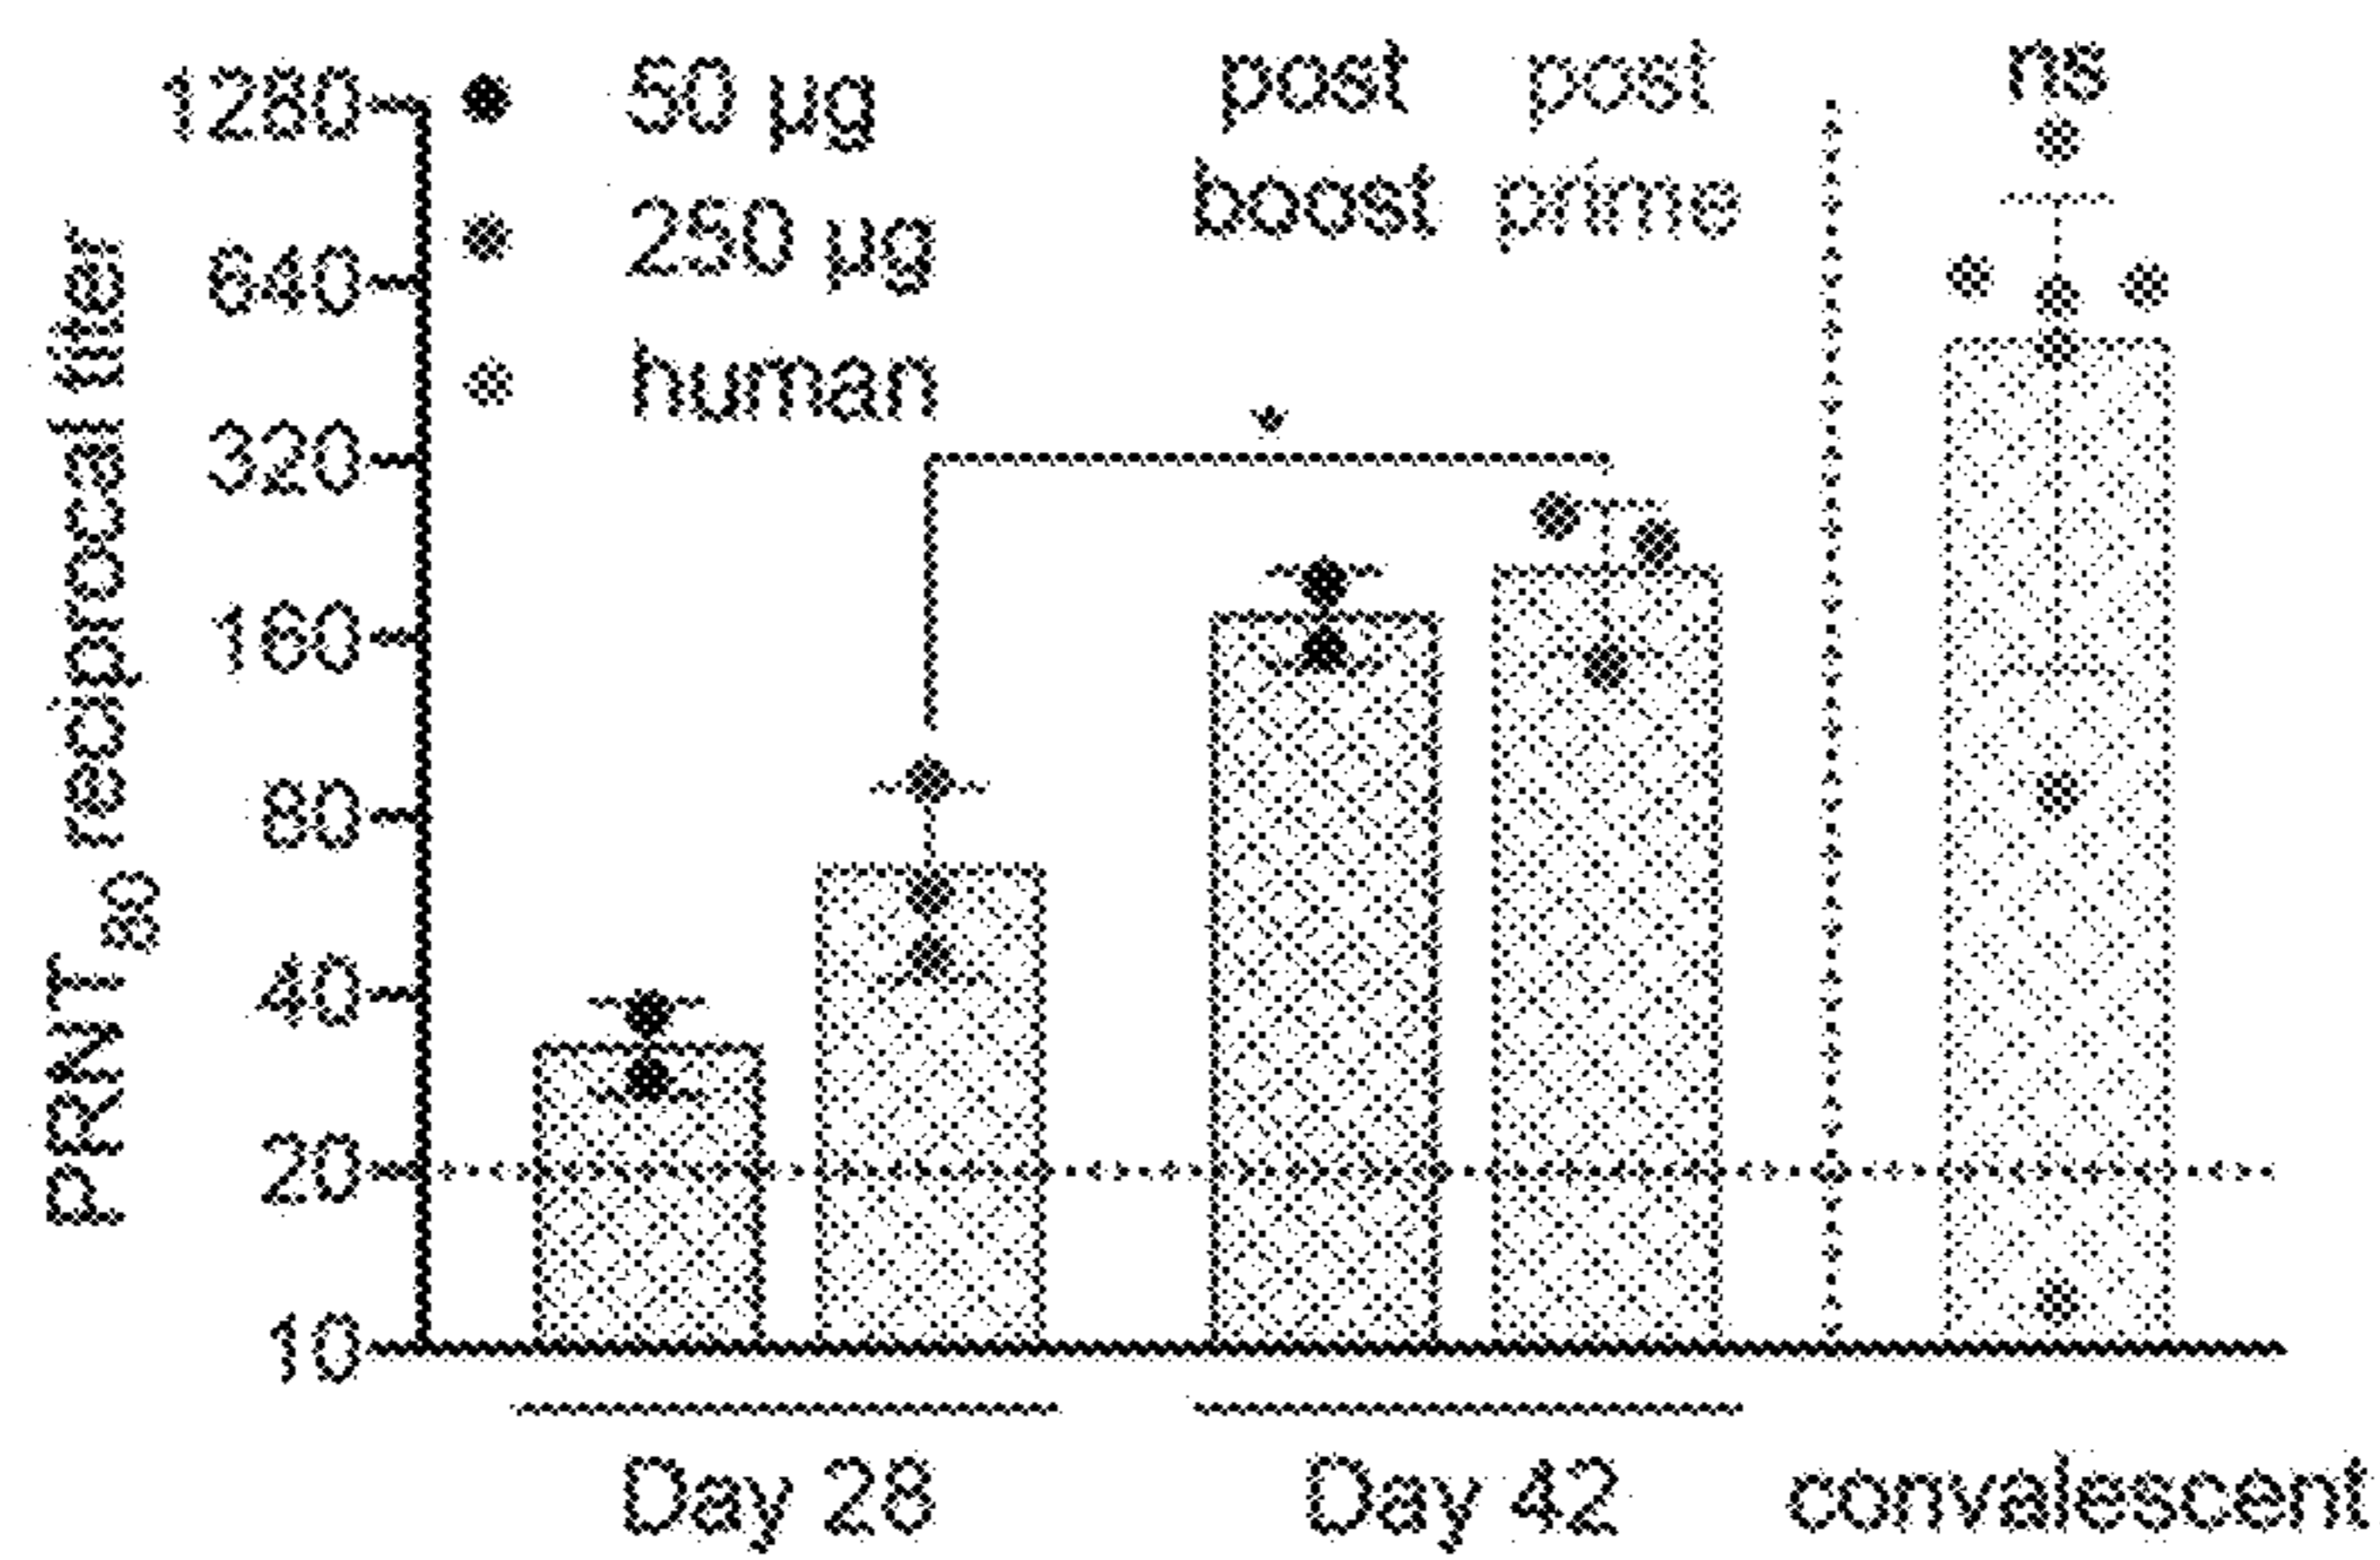 PRNT80 reciprocal titer
1280
640
320
160
80
40
20
10
50 µg
250 µg
human
post boost
post prime
ns
*
Day 28
Day 42
convalescent